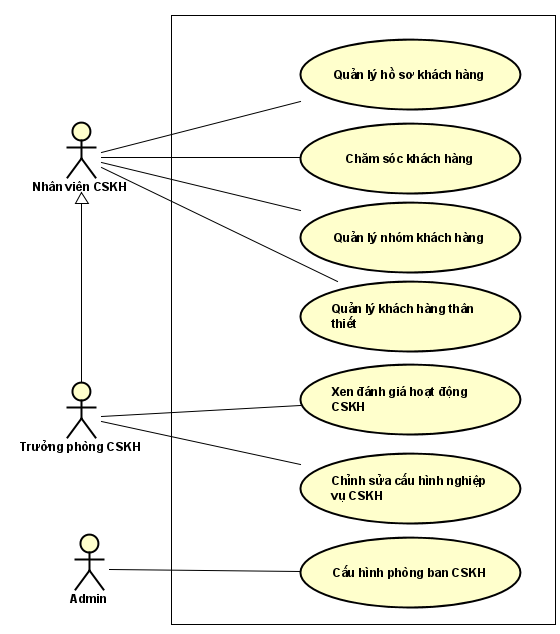 Quản lý hồ sơ khách hàng
Chăm sóc khách hàng
Nhân viên CSKH
Quản lý nhóm khách hàng
Quản lý khách hàng thân
thiết
Xen đánh giá hoạt động
CSKH
Trưởng phòng CSKH
Chỉnh sửa cấu hình nghiệp
vụ CSKH
Cấu hình phòng ban CSKH
Admin